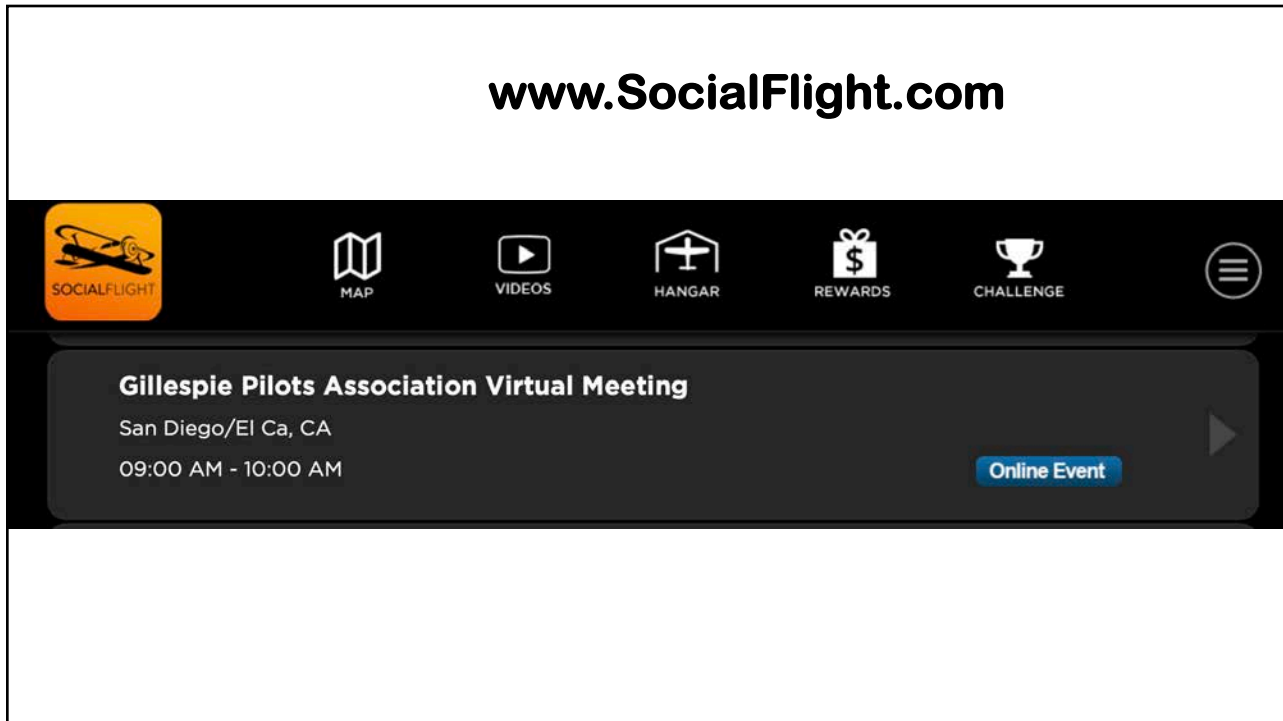 www.SocialFlight.com
SOCIALFLIGHT
MAP
VIDEOS
HANGAR
$
REWARDS
CHALLENGE
Gillespie Pilots Association Virtual Meeting
San Diego/El Ca, CA
09:00 AM - 10:00 AM
Online Event